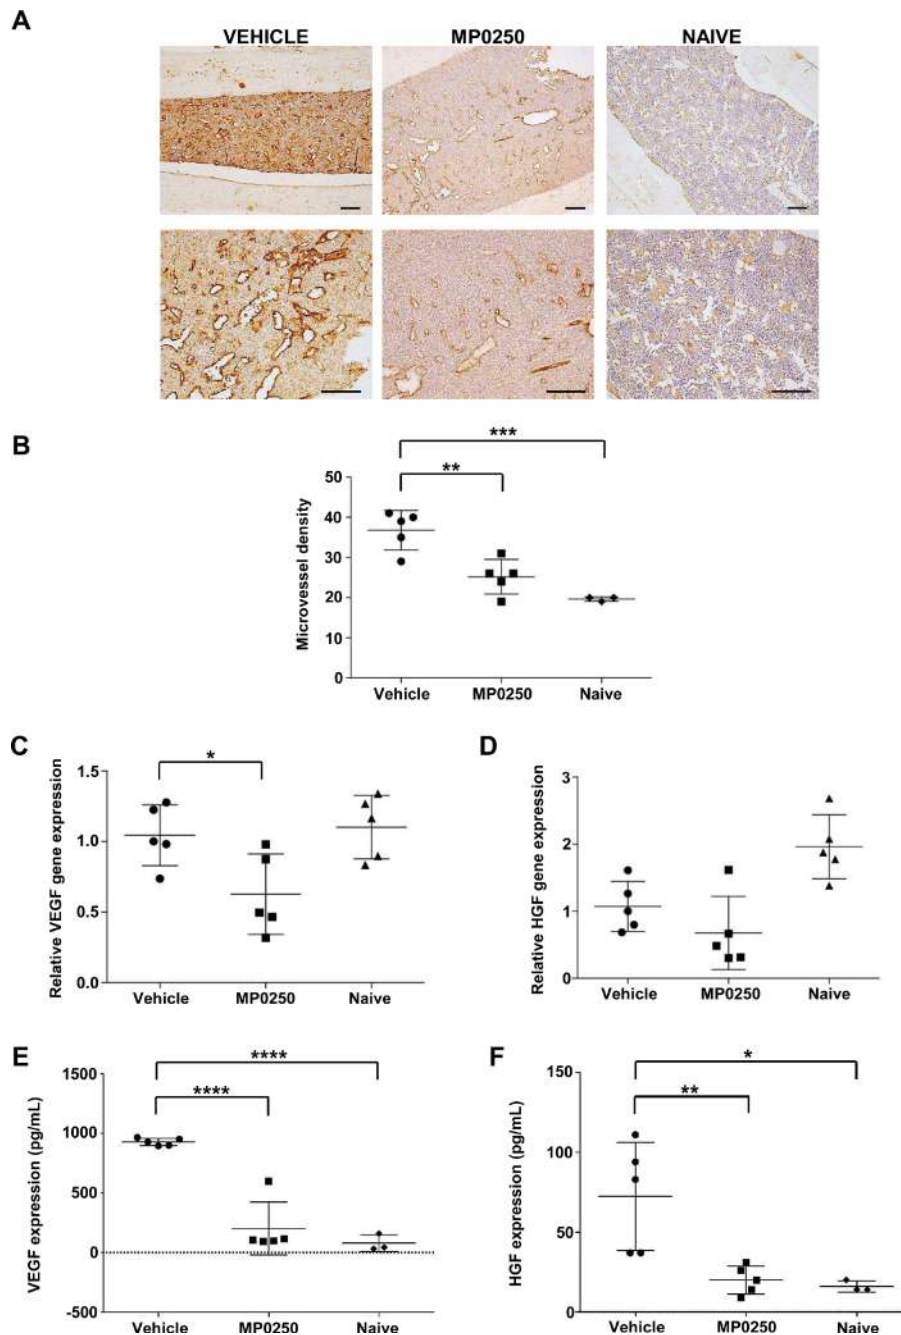 A
VEHICLE MP0250 NAIVE
B
***
**
Microvessel density
50
40
30
20
10
0
Vehicle MP0250 Naive
C
*
Relative VEGF gene expression
1.5
1.0
0.5
0.0
Vehicle MP0250 Naive
D
Relative HGF gene expression
3
2
1
0
Vehicle MP0250 Naive
E
****
****
VEGF expression (pg/mL)
1500
1000
500
0
-500
Vehicle MP0250 Naive
F
*
**
HGF expression (pg/mL)
150
100
50
0
Vehicle MP0250 Naive